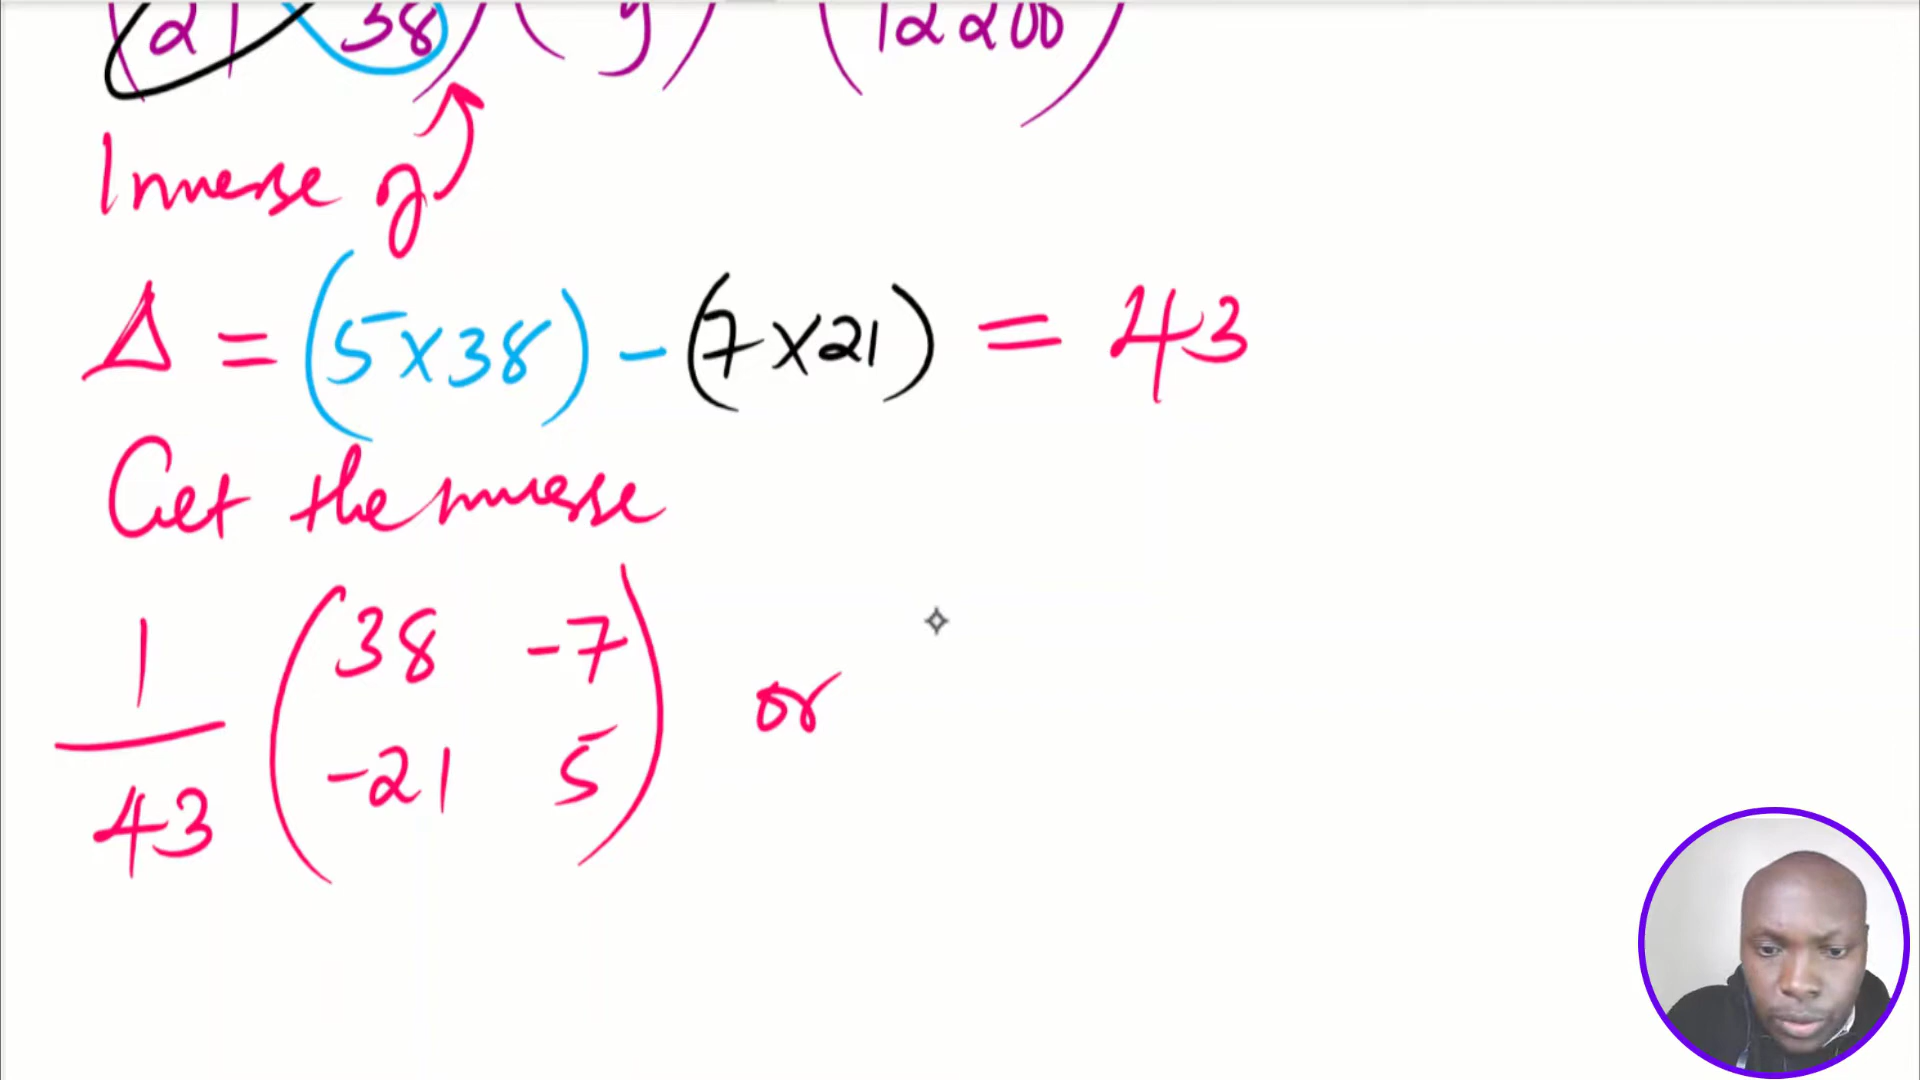 (21 38) (y) (12200)
Inverse of
Δ = (5x38) - (7x21) = 43
Get the inverse
1/43 (38 -7
-21 5) or